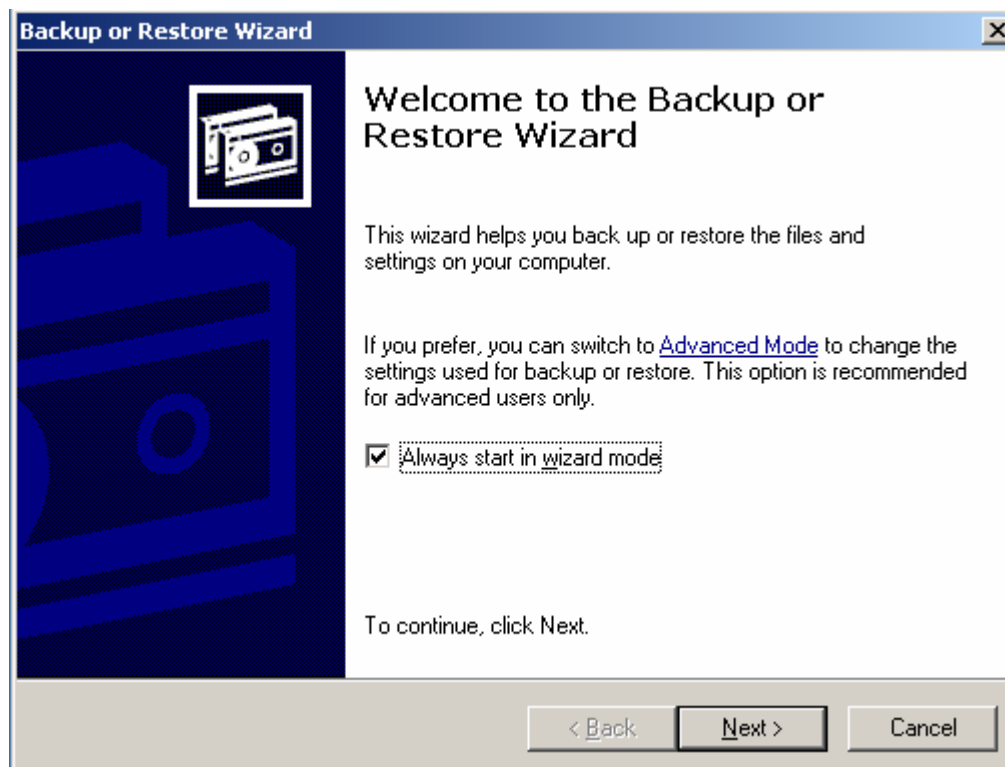 Backup or Restore Wizard
Welcome to the Backup or
Restore Wizard
This wizard helps you back up or restore the files and
settings on your computer.
If you prefer, you can switch to Advanced Mode to change the
settings used for backup or restore. This option is recommended
for advanced users only.
Always start in wizard mode
To continue, click Next.
< Back Next > Cancel